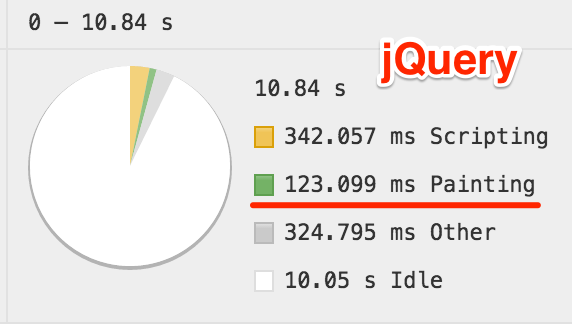 0 – 10.84 s
jQuery
10.84 s
342.057 ms Scripting
123.099 ms Painting
324.795 ms Other
10.05 s Idle